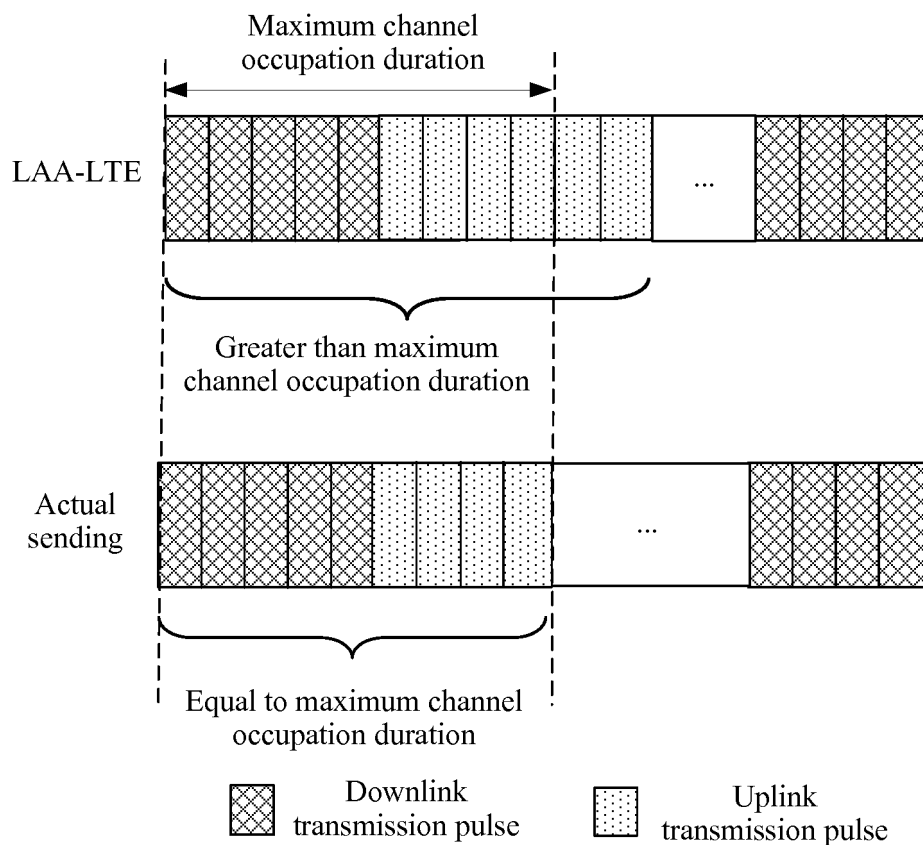 Maximum channel
occupation duration
LAA-LTE
...
Greater than maximum
channel occupation duration
Actual
sending
...
Equal to maximum channel
occupation duration
Downlink
transmission pulse
Uplink
transmission pulse